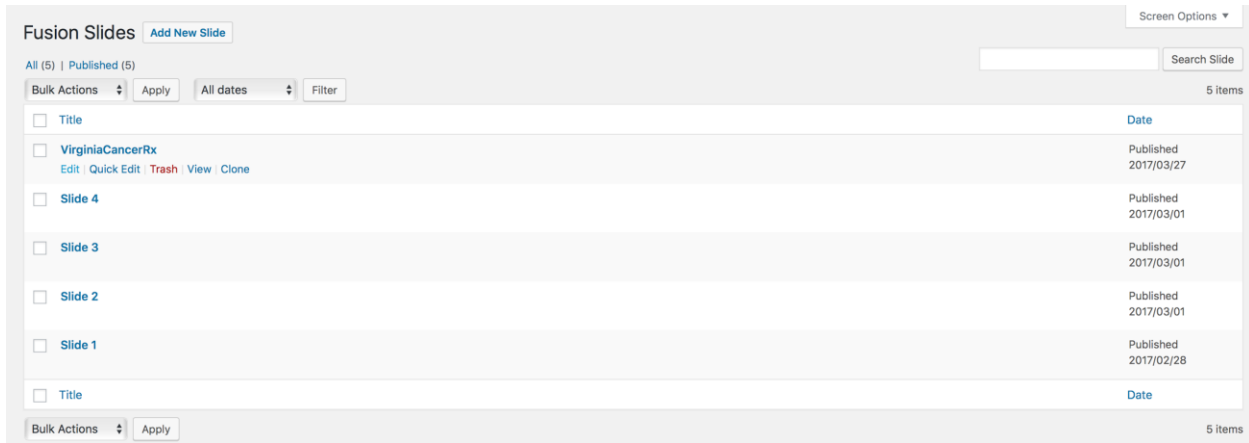 Screen Options ▼
Fusion Slides Add New Slide
All (5) | Published (5)
Search Slide
Bulk Actions Apply All dates Filter 5 items
Title Date
VirginiaCancerRx Published
Edit | Quick Edit | Trash | View | Clone 2017/03/27
Slide 4 Published
2017/03/01
Slide 3 Published
2017/03/01
Slide 2 Published
2017/03/01
Slide 1 Published
2017/02/28
Title Date
Bulk Actions Apply 5 items